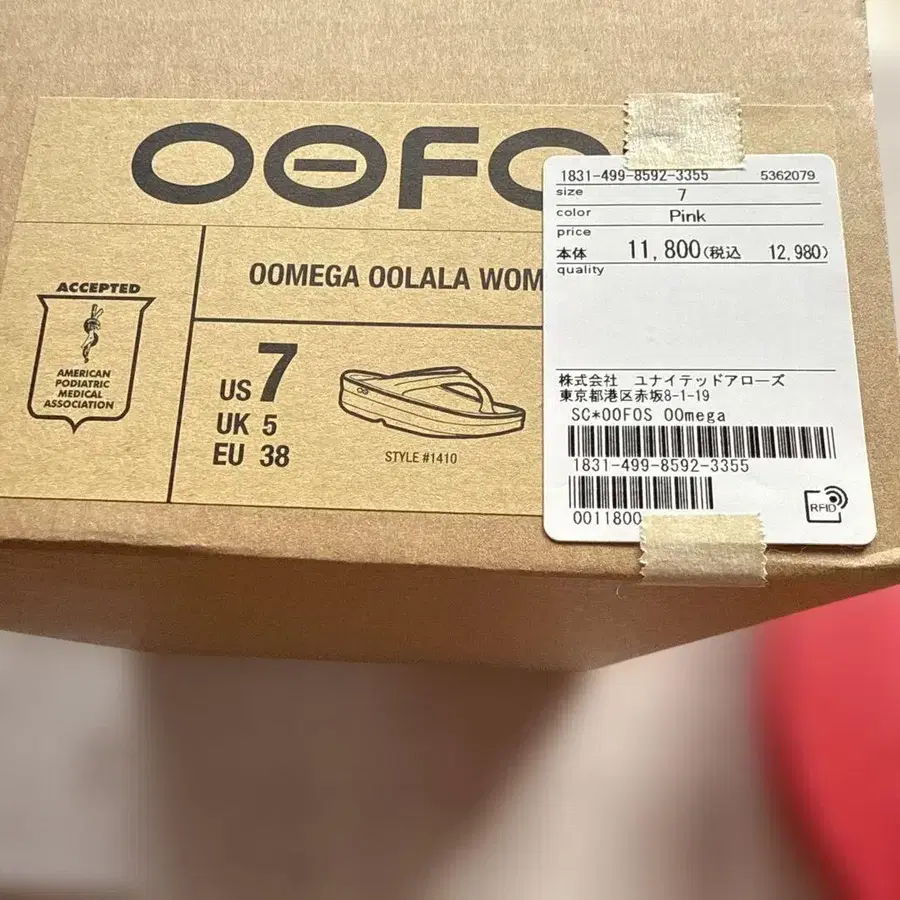 OOFO
OOMEGA OOLALA WOM
ACCEPTED
AMERICAN
PODIATRIC
MEDICAL
ASSOCIATION
US 7
UK 5
EU 38
STYLE #1410
1831-499-8592-3355 5362079
size 7
color Pink
price
本体 11,800(税込 12,980)
quality
株式会社 ユナイテッドアローズ
東京都港区赤坂8-1-19
SC*OOFOS OOmega
1831-499-8592-3355
0011800
RFID